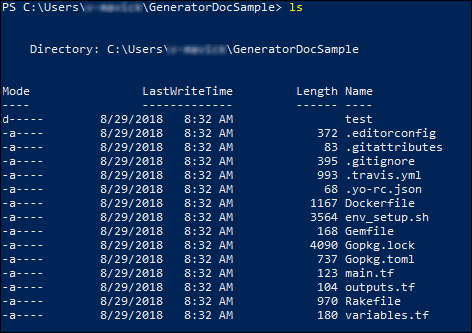 PS C:\Users\ \GeneratorDocSample> ls
Directory: C:\Users\ \GeneratorDocSample
Mode LastWriteTime Length Name
---- ------------- ------ ----
d----- 8/29/2018 8:32 AM test
-a---- 8/29/2018 8:32 AM 372 .editorconfig
-a---- 8/29/2018 8:32 AM 83 .gitattributes
-a---- 8/29/2018 8:32 AM 395 .gitignore
-a---- 8/29/2018 8:32 AM 993 .travis.yml
-a---- 8/29/2018 8:32 AM 68 .yo-rc.json
-a---- 8/29/2018 8:32 AM 1167 Dockerfile
-a---- 8/29/2018 8:32 AM 3564 env_setup.sh
-a---- 8/29/2018 8:32 AM 168 Gemfile
-a---- 8/29/2018 8:32 AM 4090 Gopkg.lock
-a---- 8/29/2018 8:32 AM 737 Gopkg.toml
-a---- 8/29/2018 8:32 AM 123 main.tf
-a---- 8/29/2018 8:32 AM 104 outputs.tf
-a---- 8/29/2018 8:32 AM 970 Rakefile
-a---- 8/29/2018 8:32 AM 180 variables.tf